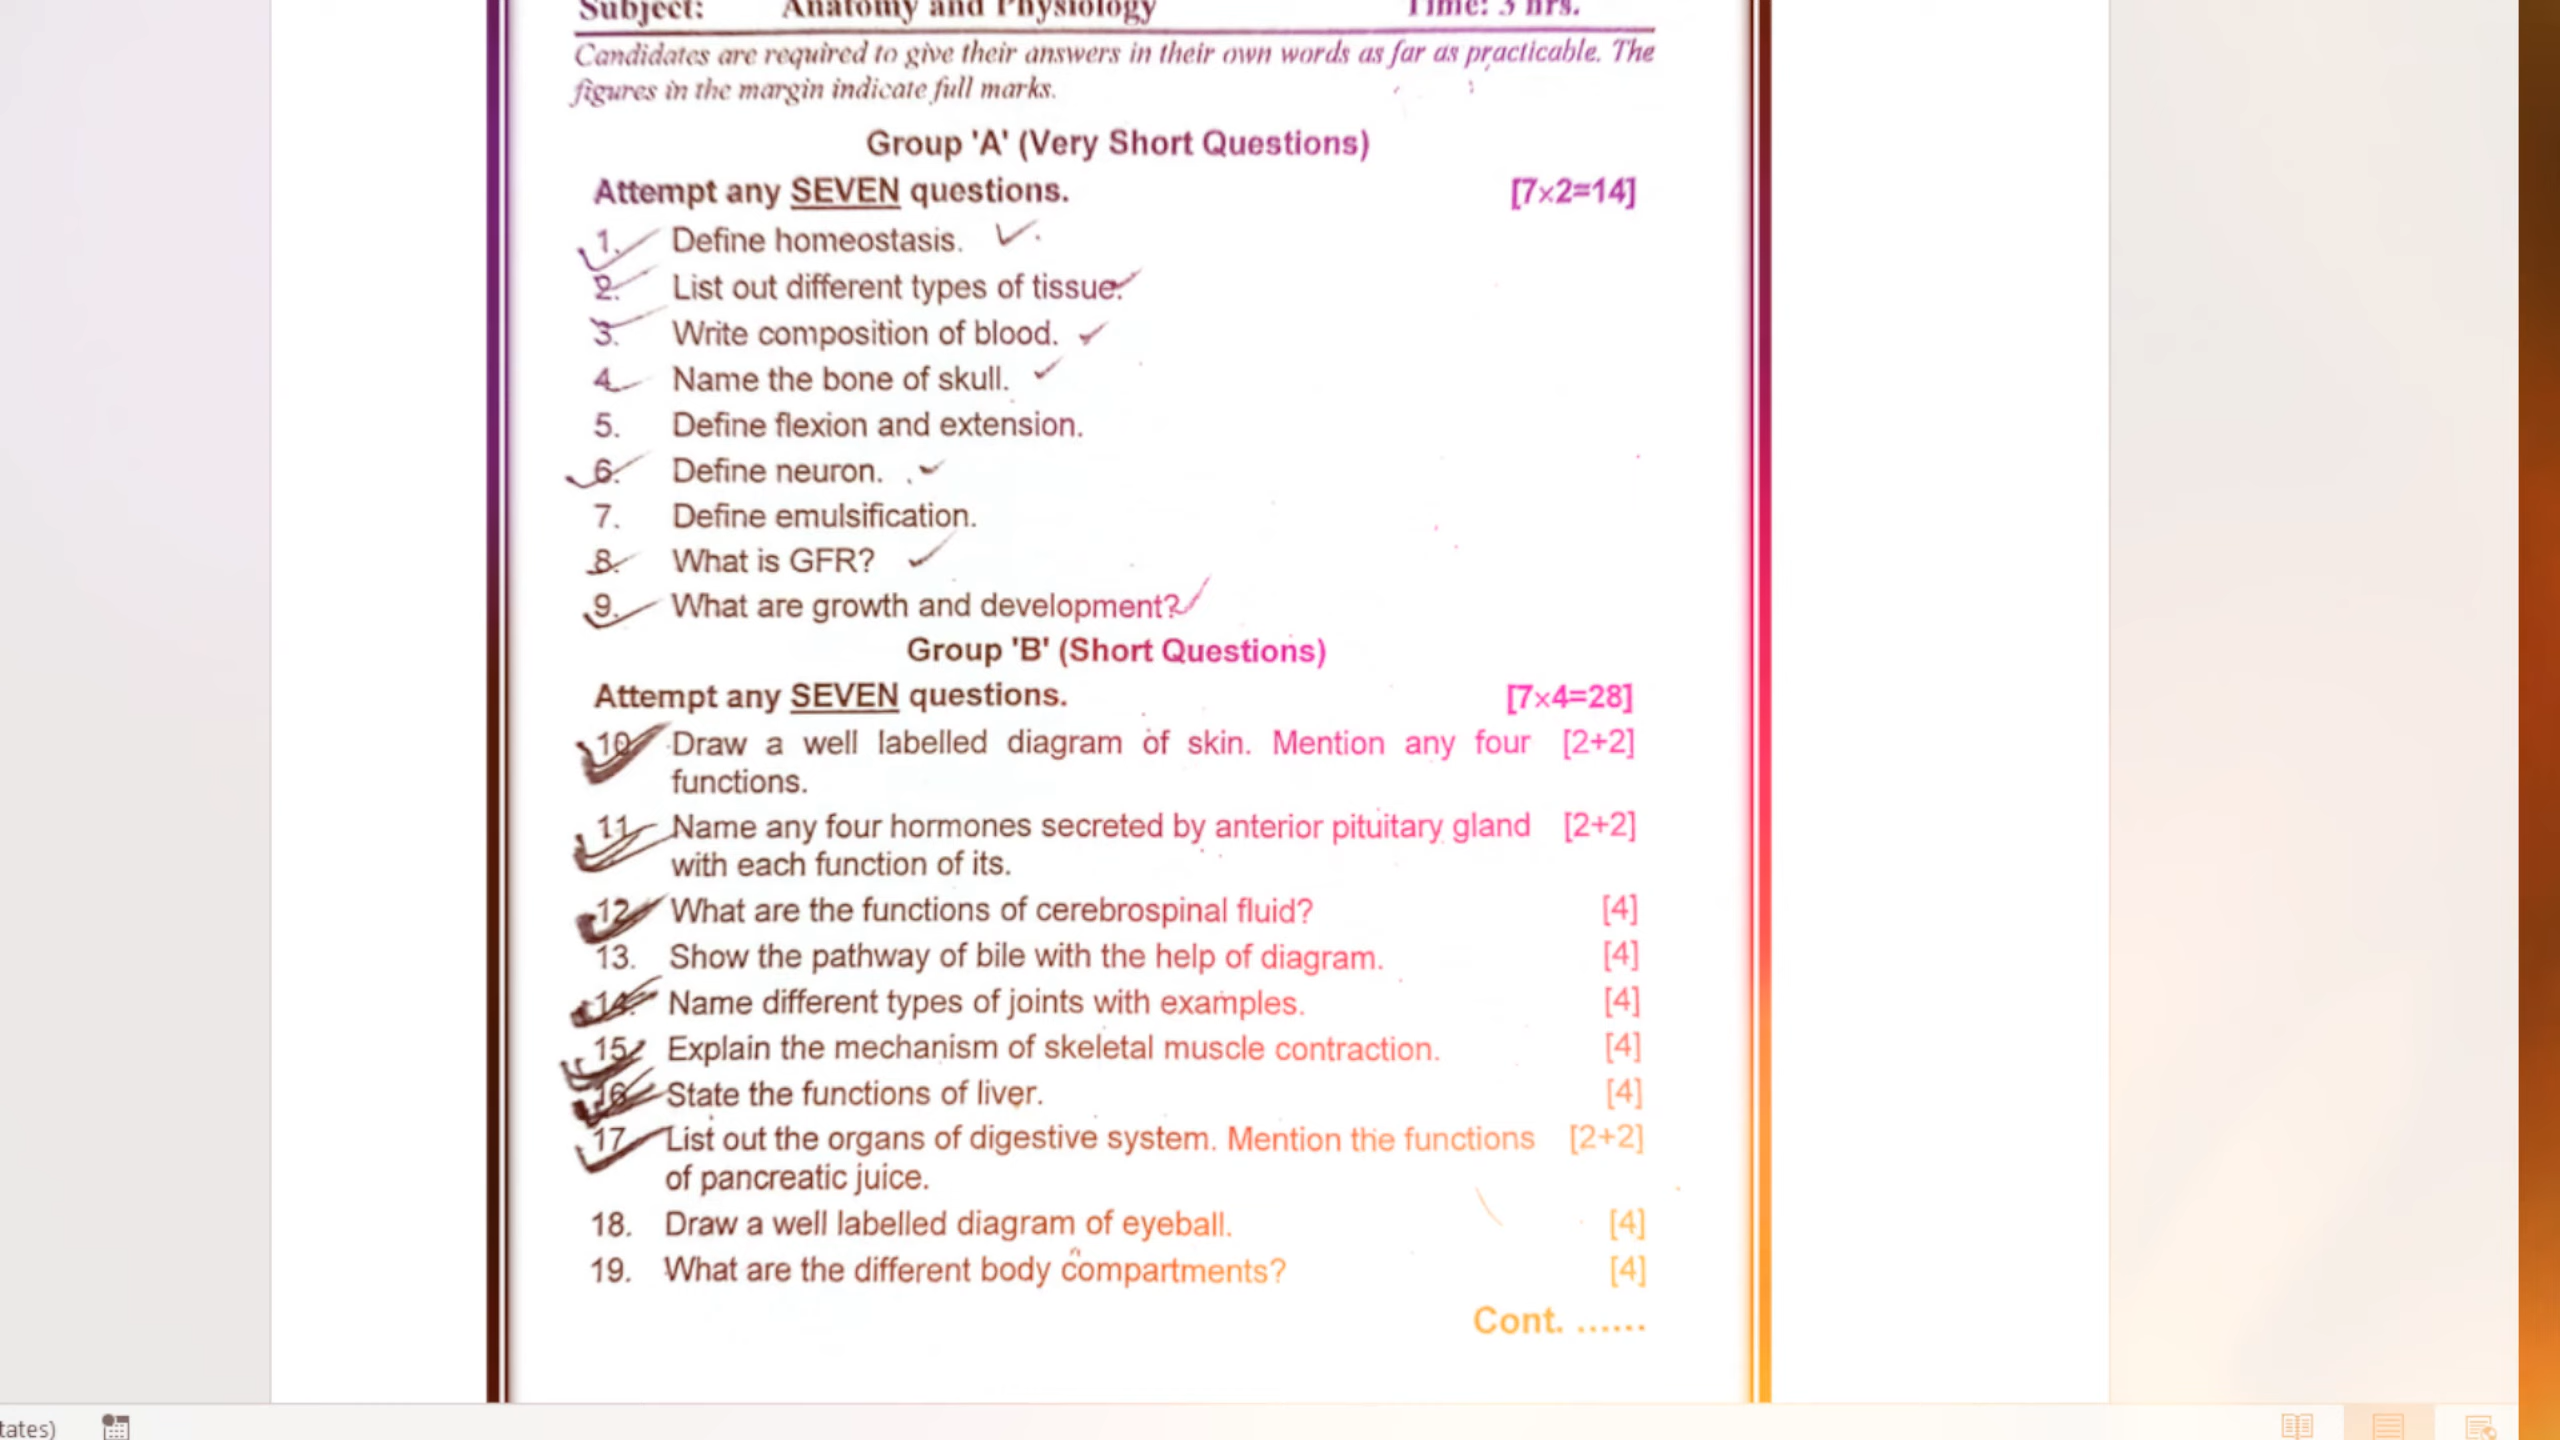 Subject: Anatomy and Physiology Time: 3 hrs.
Candidates are required to give their answers in their own words as far as practicable. The
figures in the margin indicate full marks.
Group 'A' (Very Short Questions)
Attempt any SEVEN questions. [7×2=14]
1. Define homeostasis.
2. List out different types of tissue.
3. Write composition of blood.
4. Name the bone of skull.
5. Define flexion and extension.
6. Define neuron.
7. Define emulsification.
8. What is GFR?
9. What are growth and development?
Group 'B' (Short Questions)
Attempt any SEVEN questions. [7×4=28]
10. Draw a well labelled diagram of skin. Mention any four [2+2]
functions.
11. Name any four hormones secreted by anterior pituitary gland [2+2]
with each function of its.
12. What are the functions of cerebrospinal fluid? [4]
13. Show the pathway of bile with the help of diagram. [4]
14. Name different types of joints with examples. [4]
15. Explain the mechanism of skeletal muscle contraction. [4]
16. State the functions of liver. [4]
17. List out the organs of digestive system. Mention the functions [2+2]
of pancreatic juice.
18. Draw a well labelled diagram of eyeball. [4]
19. What are the different body compartments? [4]
Cont. ......
tates)